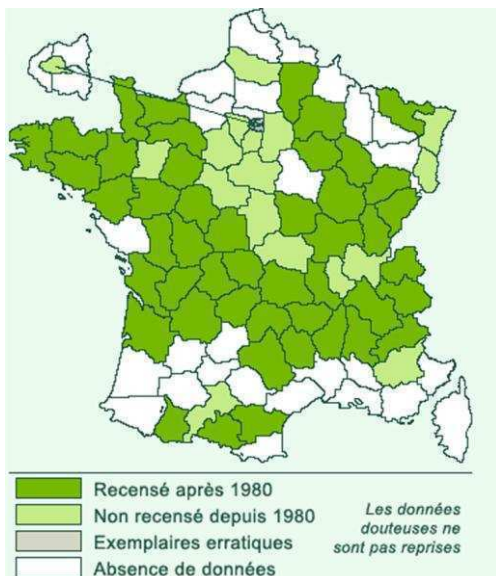 Recensé après 1980
Non recensé depuis 1980
Exemplaires erratiques
Absence de données
Les données
douteuses ne
sont pas reprises